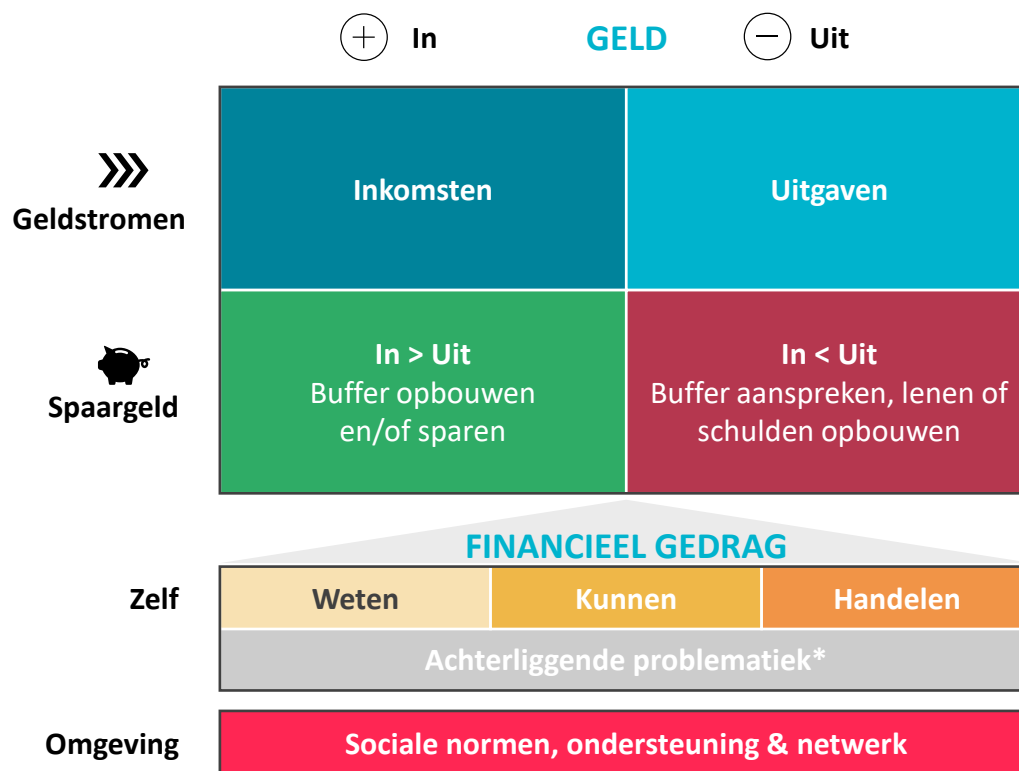 In GELD Uit
Geldstromen
Inkomsten
Uitgaven
Spaargeld
In > Uit
Buffer opbouwen
en/of sparen
In < Uit
Buffer aanspreken, lenen of
schulden opbouwen
FINANCIEEL GEDRAG
Zelf
Weten
Kunnen
Handelen
Achterliggende problematiek*
Omgeving
Sociale normen, ondersteuning & netwerk